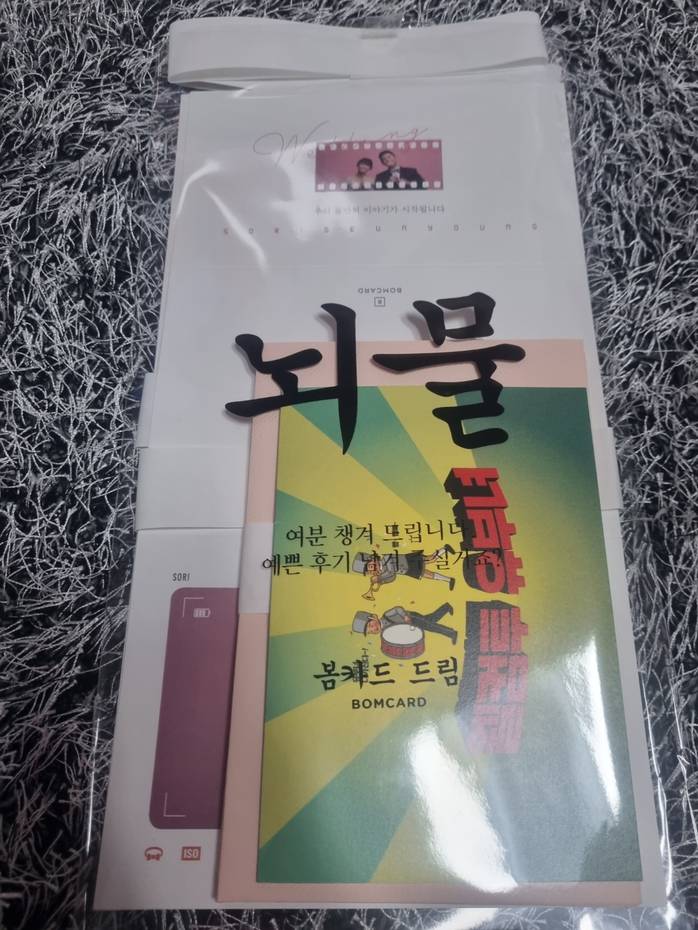 Wedding
우리 둘만의 이야기가 시작됩니다
BOMCARD
B
뇌물
여분 챙겨 드립니다
예쁜 후기 남겨 주실거죠?
봄카드 드림
BOMCARD
SORI
ISO